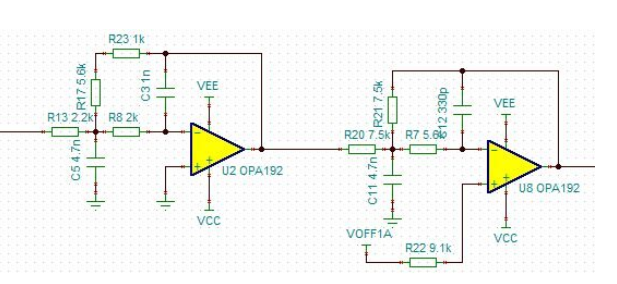 R23 1k
R17 5.6k
C3 1n
VEE
R13 2.2k
R8 2k
C5 4.7n
U2 OPA192
VCC
R21 7.5k
C12 330p
VEE
R20 7.5k
R7 5.6k
C11 4.7n
U8 OPA192
VOFF1A
R22 9.1k
VCC